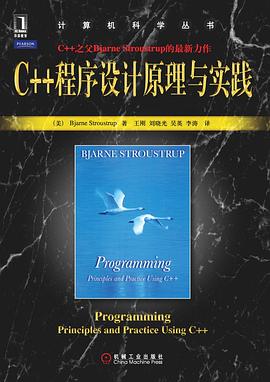 计算机科学丛书
PEARSON
C++之父Bjarne Stroustrup的最新力作
C++程序设计原理与实践
(美) Bjarne Stroustrup 著 王刚 刘晓光 吴英 李涛 译
BJARNE STROUSTRUP
Programming
Principles and Practice Using C++
Programming
Principles and Practice Using C++
机械工业出版社
China Machine Press